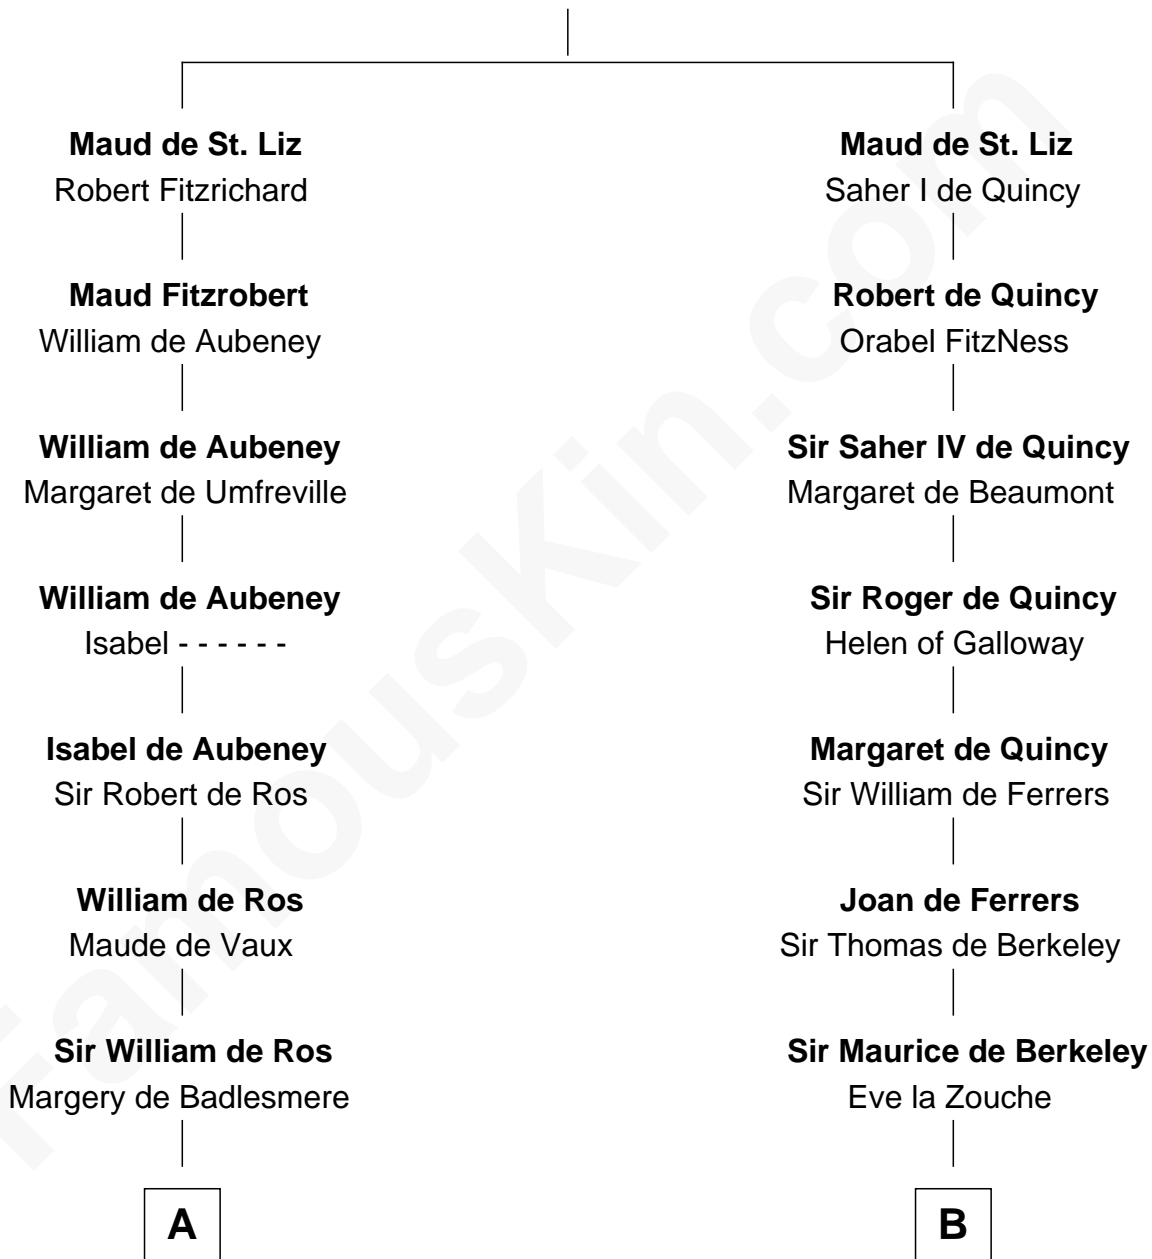 Maud de St. Liz
Robert Fitzrichard
Maud Fitzrobert
William de Aubeney
William de Aubeney
Margaret de Umfreville
William de Aubeney
Isabel - - - - - -
Isabel de Aubeney
Sir Robert de Ros
William de Ros
Maude de Vaux
Sir William de Ros
Margery de Badlesmere
A
Maud de St. Liz
Saher I de Quincy
Robert de Quincy
Orabel FitzNess
Sir Saher IV de Quincy
Margaret de Beaumont
Sir Roger de Quincy
Helen of Galloway
Margaret de Quincy
Sir William de Ferrers
Joan de Ferrers
Sir Thomas de Berkeley
Sir Maurice de Berkeley
Eve la Zouche
B
FamousKin.com